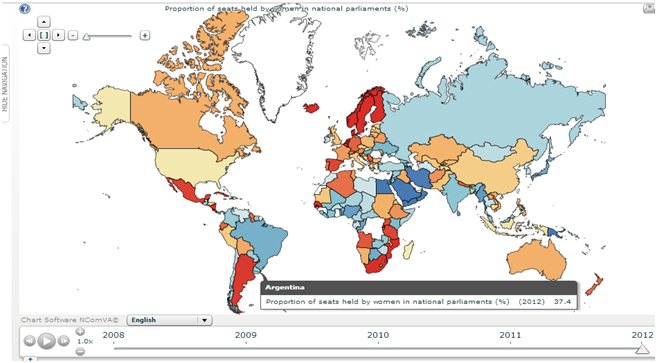 Proportion of seats held by women in national parliaments (%)
HIDE NAVIGATION
Argentina
Proportion of seats held by women in national parliaments (%) (2012) 37.4
Chart Software NComVA©
English
1.0x
2008 2009 2010 2011 2012